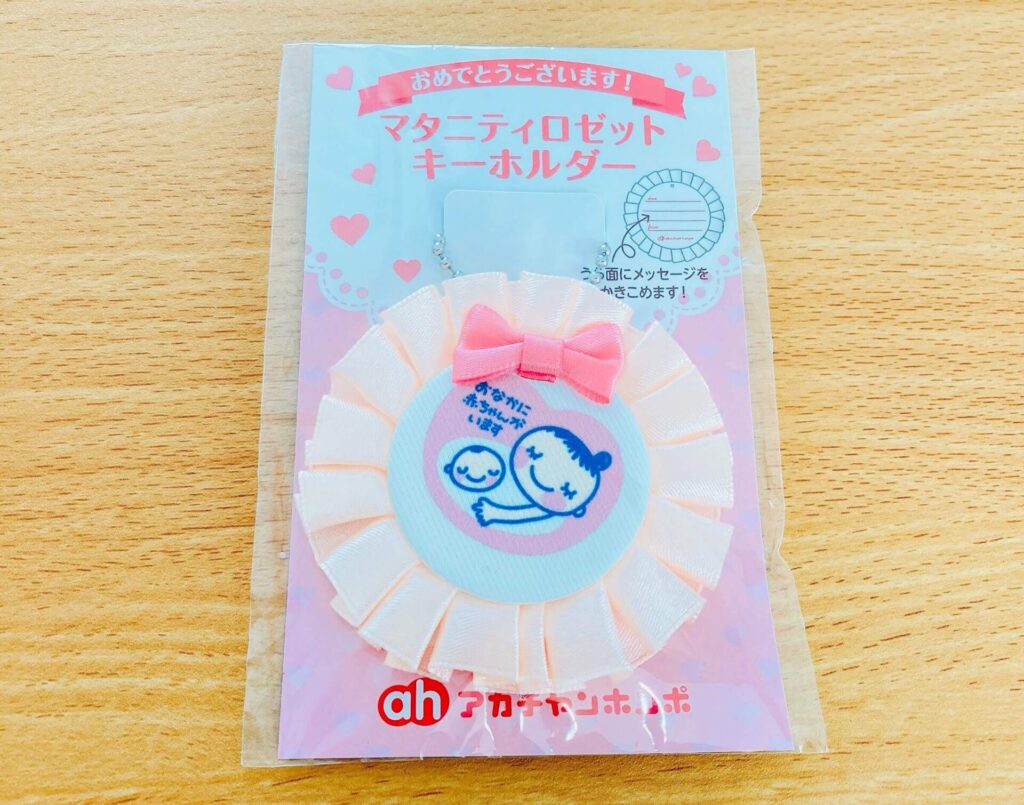 おめでとうございます!
マタニティロゼット
キーホルダー
うら面にメッセージを
かきこめます!
おなかに
赤ちゃんが
います
ah アカチャンホンポ